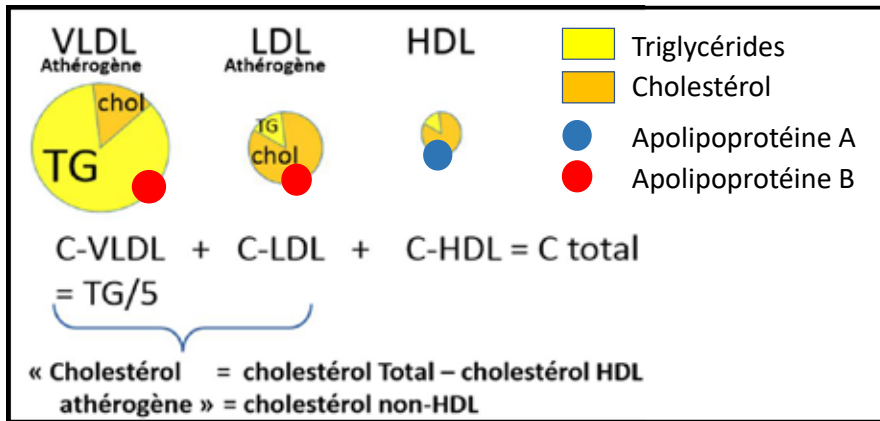 VLDL
Athérogène
LDL
Athérogène
HDL
Triglycérides
Cholestérol
Apolipoprotéine A
Apolipoprotéine B
chol
TG
TG
chol
C-VLDL + C-LDL + C-HDL = C total
= TG/5
« Cholestérol = cholestérol Total – cholestérol HDL
athérogène » = cholestérol non-HDL